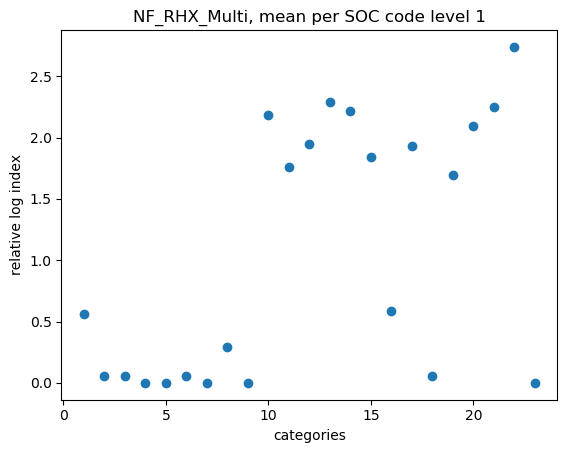 NF_RHX_Multi, mean per SOC code level 1
relative log index
2.5
2.0
1.5
1.0
0.5
0.0
0 5 10 15 20
categories